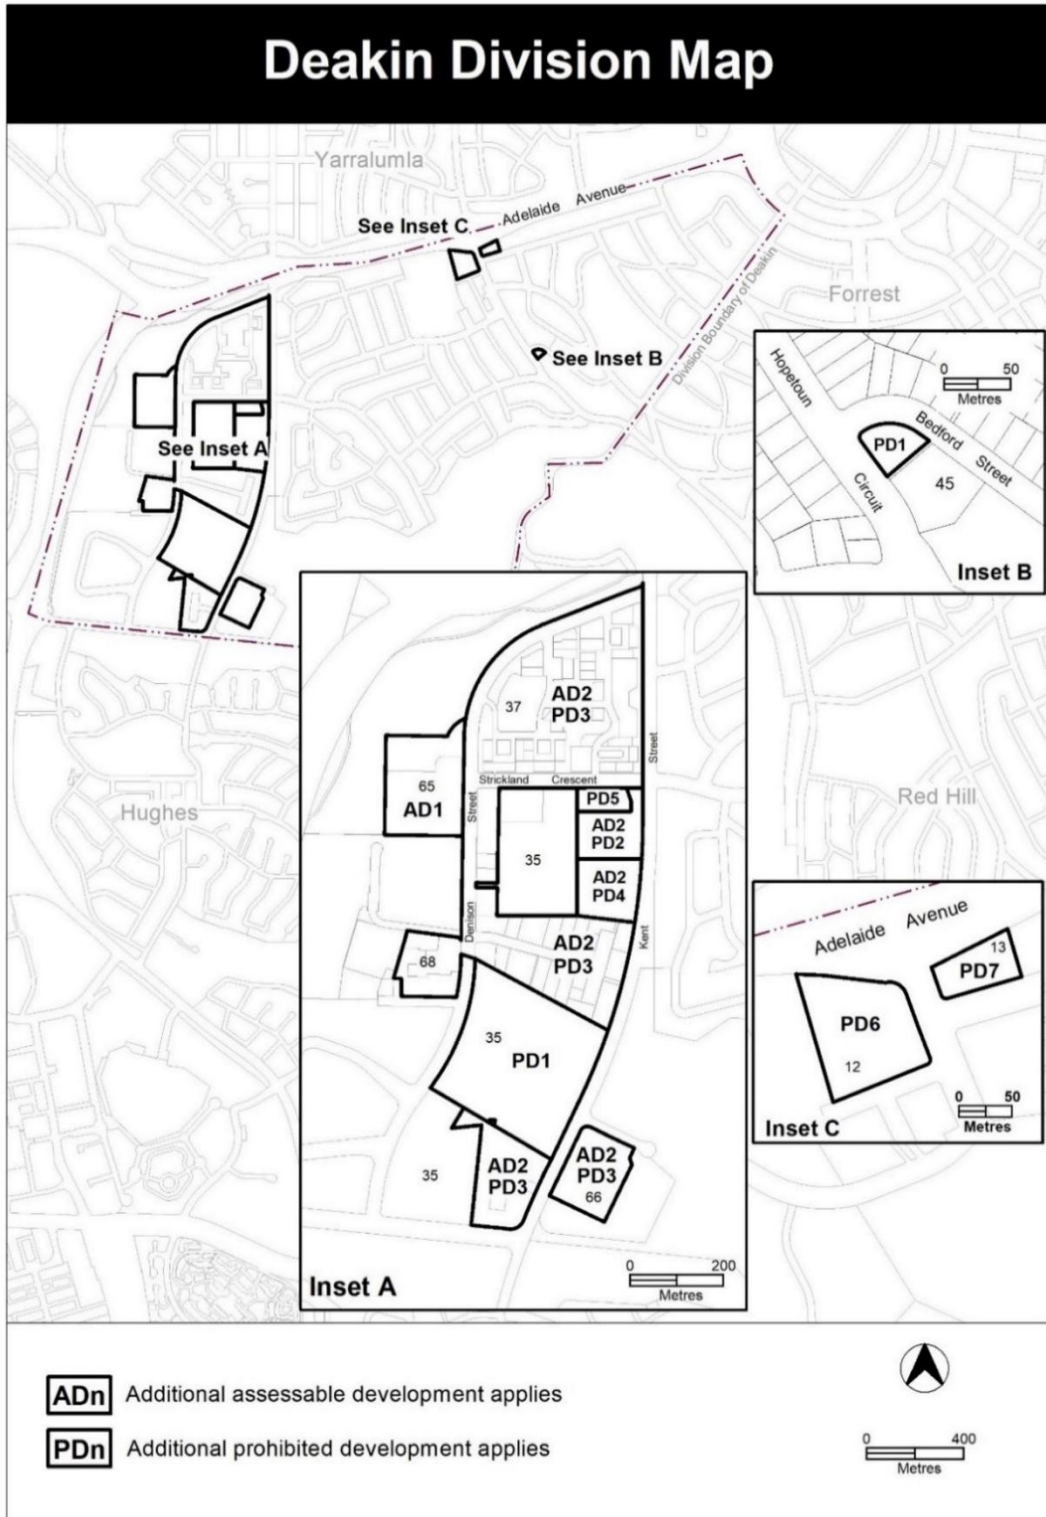 Deakin Division Map
Yarralumla
See Inset C
Adelaide Avenue
Forrest
Division Boundary of Deakin
See Inset B
See Inset A
Hughes
Red Hill
Hopetoun
Circuit
Bedford
Street
PD1
45
0 50
Metres
Inset B
37
AD2
PD3
Street
65
AD1
Strickland Crescent
Street
PD5
AD2
PD2
35
AD2
PD4
Denison
Kent
68
AD2
PD3
35
PD1
35
AD2
PD3
AD2
PD3
66
0 200
Metres
Inset A
Adelaide Avenue
13
PD7
PD6
12
0 50
Metres
Inset C
ADn Additional assessable development applies
PDn Additional prohibited development applies
0 400
Metres